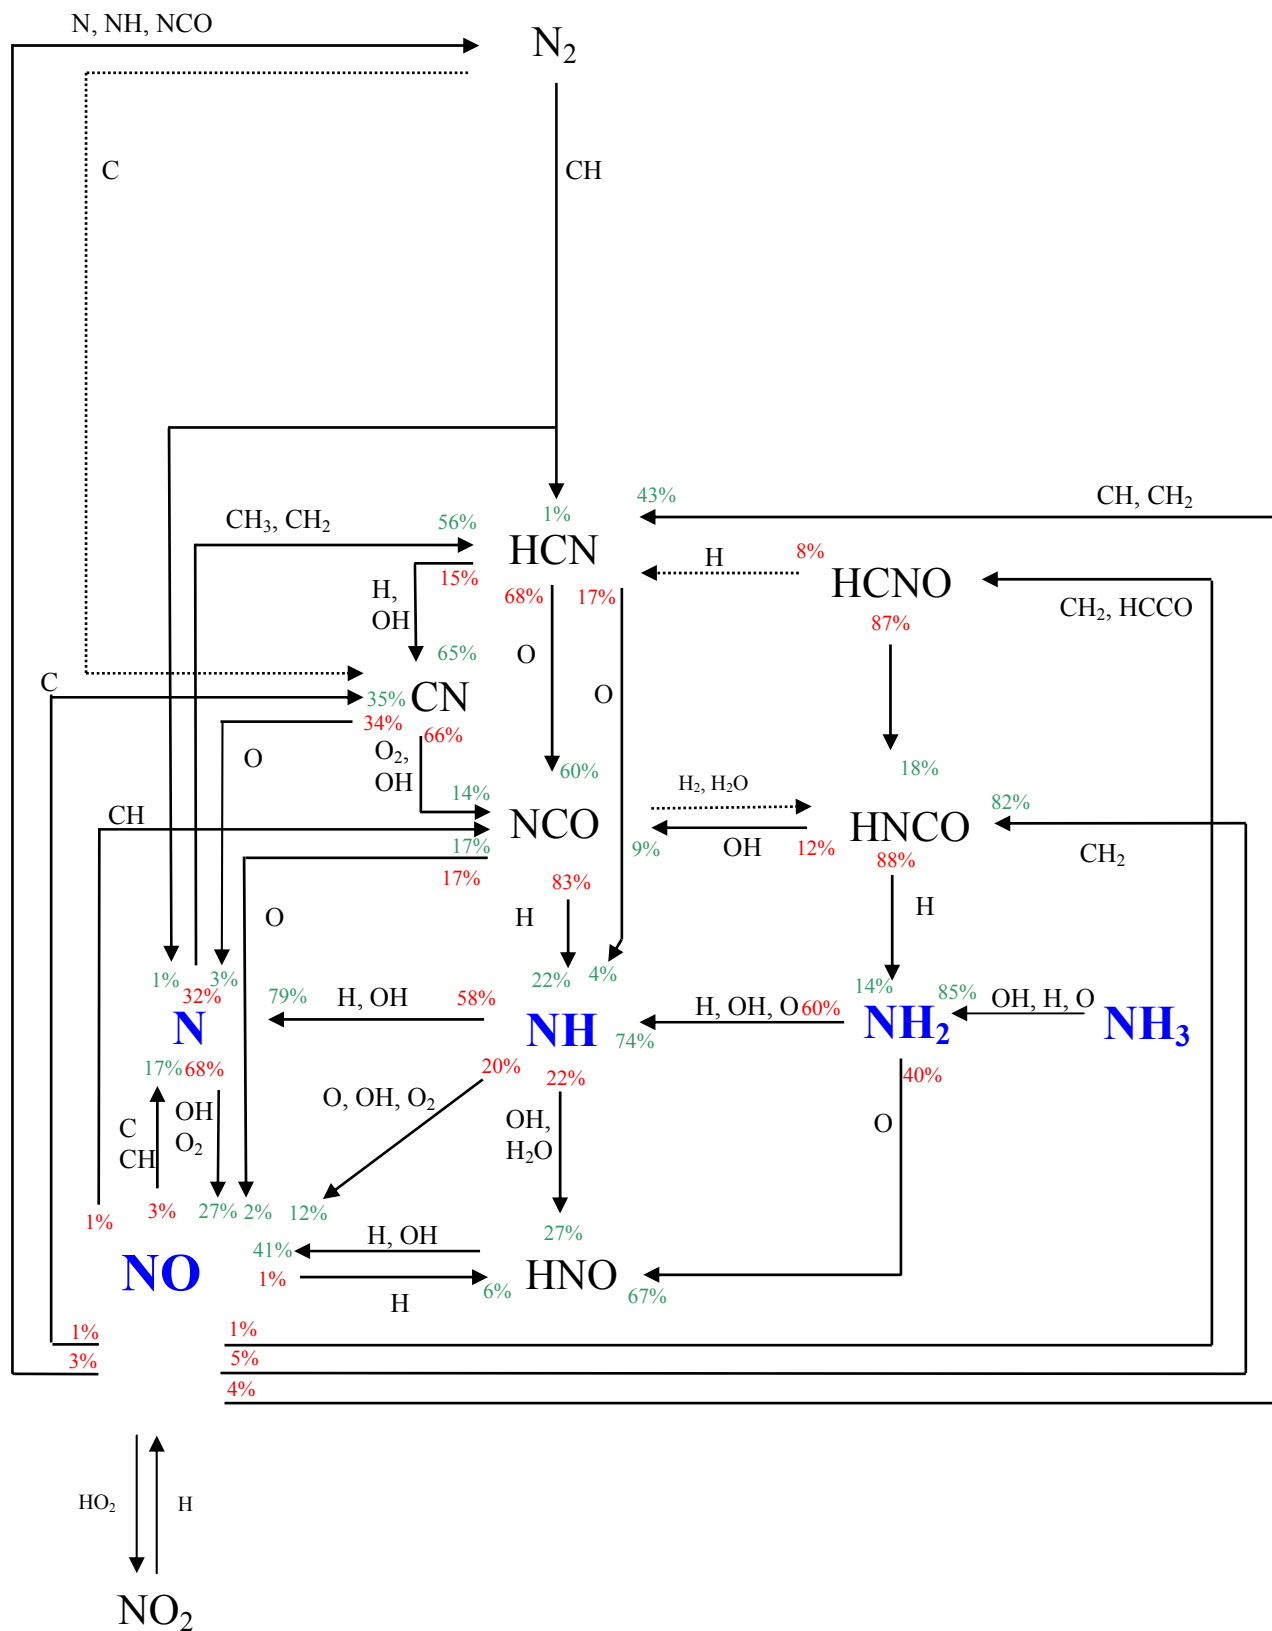 N, NH, NCO
N₂
C
CH
43%
CH, CH₂
CH₃, CH₂
56%
1%
HCN
H
8%
HCNO
15%
68%
17%
CH₂, HCCO
H,
OH
87%
O
65%
C
35%
CN
O
34%
66%
O
O₂,
OH
60%
18%
14%
H₂, H₂O
82%
CH
NCO
HNCO
17%
9%
OH
12%
88%
CH₂
17%
83%
O
H
H
1%
3%
22%
4%
14%
32%
79%
H, OH
58%
H, OH, O
60%
85%
OH, H, O
N
NH
74%
NH₂
NH₃
17%
68%
20%
22%
40%
O, OH, O₂
OH
O₂
C
CH
OH,
H₂O
O
1%
3%
27%
2%
12%
27%
41%
H, OH
NO
1%
HNO
H
6%
67%
1%
1%
3%
5%
4%
HO₂
H
NO₂